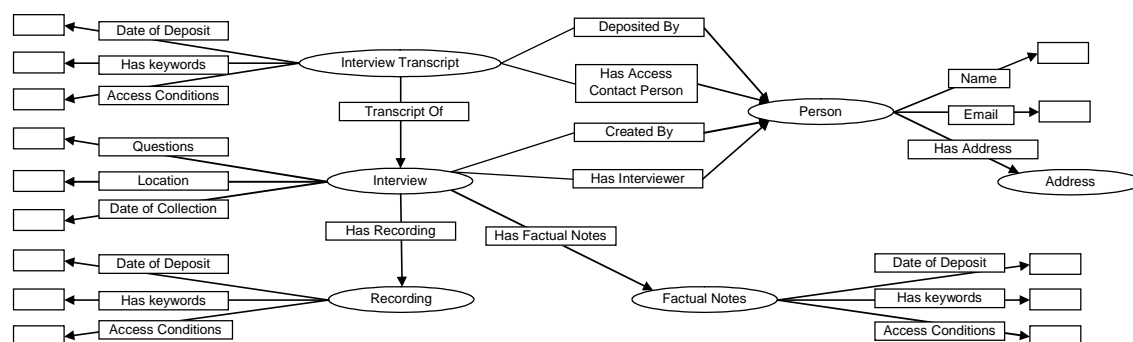 Date of Deposit
Has keywords
Access Conditions
Interview Transcript
Deposited By
Has Access
Contact Person
Transcript Of
Created By
Has Interviewer
Person
Name
Email
Has Address
Address
Questions
Location
Date of Collection
Interview
Has Recording
Has Factual Notes
Date of Deposit
Has keywords
Access Conditions
Recording
Factual Notes
Date of Deposit
Has keywords
Access Conditions